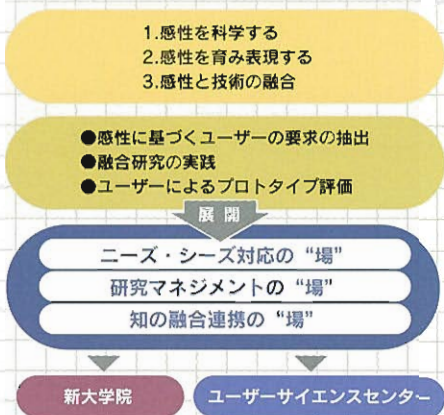 1.感性を科学する
2.感性を育み表現する
3.感性と技術の融合
●感性に基づくユーザーの要求の抽出
●融合研究の実践
●ユーザーによるプロトタイプ評価
展開
ニーズ・シーズ対応の“場”
研究マネジメントの“場”
知の融合連携の“場”
新大学院
ユーザーサイエンスセンター